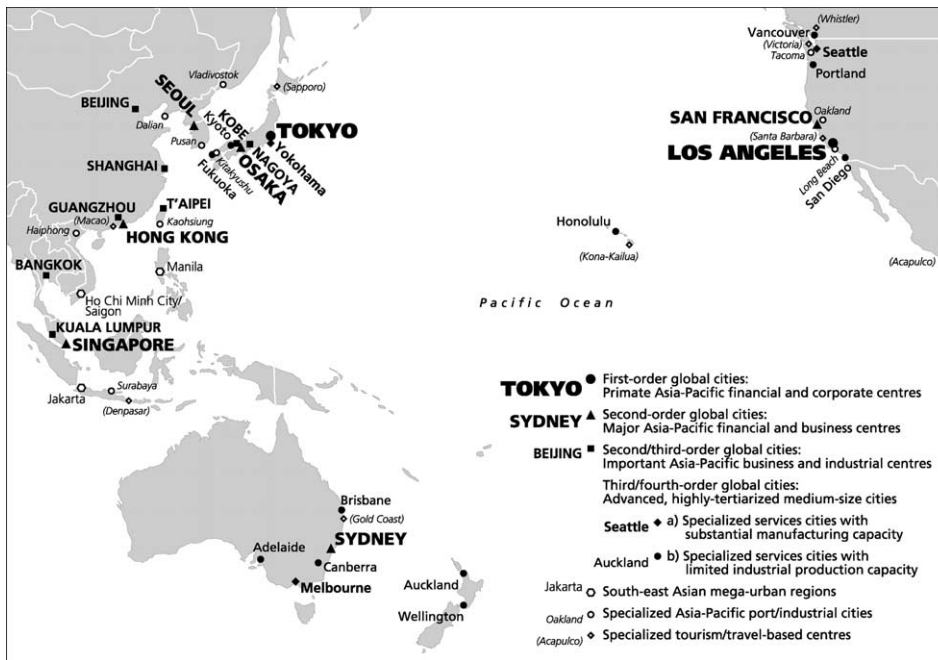 (Whistler)
Vancouver
(Victoria)
Seattle
Tacoma
Portland
Vladivostok
SEOUL
(Sapporo)
BEIJING
Dalian
KOBE
Kyoto
TOKYO
Pusan
Yokohama
NAGOYA
OSAKA
Kitakyushu
Fukuoka
SHANGHAI
SAN FRANCISCO
Oakland
(Santa Barbara)
LOS ANGELES
Long Beach
San Diego
GUANGZHOU
T'AIPEI
(Macao)
Kaohsiung
Haiphong
HONG KONG
Honolulu
(Kona-Kailua)
(Acapulco)
BANGKOK
Manila
Ho Chi Minh City/
Saigon
Pacific Ocean
KUALA LUMPUR
SINGAPORE
Surabaya
Jakarta
(Denpasar)
Brisbane
(Gold Coast)
SYDNEY
Adelaide
Canberra
Melbourne
Auckland
Wellington
TOKYO First-order global cities:
Primate Asia-Pacific financial and corporate centres
SYDNEY Second-order global cities:
Major Asia-Pacific financial and business centres
BEIJING Second/third-order global cities:
Important Asia-Pacific business and industrial centres
Third/fourth-order global cities:
Advanced, highly-tertiarized medium-size cities
Seattle a) Specialized services cities with
substantial manufacturing capacity
Auckland b) Specialized services cities with
limited industrial production capacity
Jakarta South-east Asian mega-urban regions
Oakland Specialized Asia-Pacific port/industrial cities
(Acapulco) Specialized tourism/travel-based centres